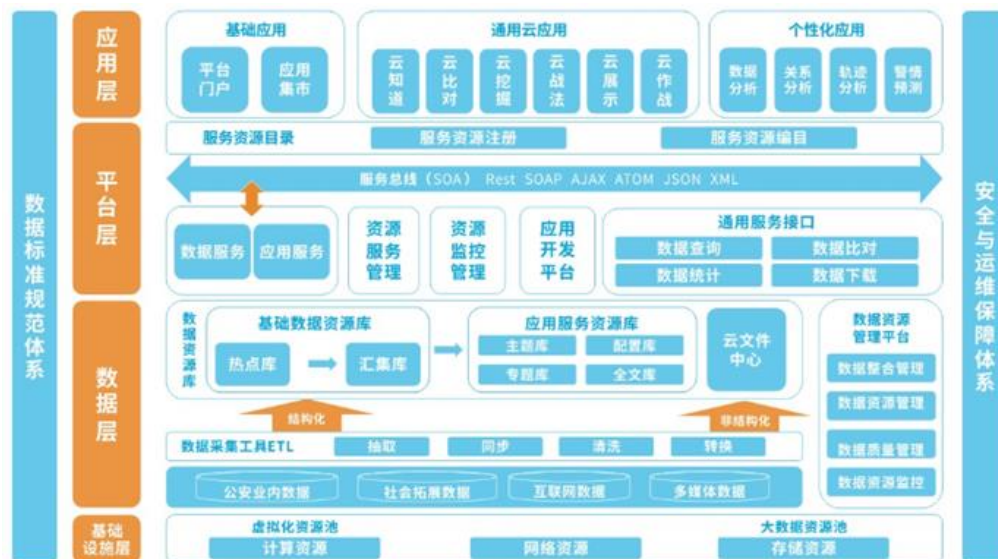 数据标准规范体系
应用层
基础应用
平台
门户
应用
集市
通用云应用
云知道
云比对
云挖掘
云战法
云展示
云作战
个性化应用
数据
分析
关系
分析
轨迹
分析
警情
预测
平台层
服务资源目录
服务资源注册
服务资源编目
服务总线（SOA） Rest SOAP AJAX ATOM JSON XML
数据服务
应用服务
资源
服务
管理
资源
监控
管理
应用
开发
平台
通用服务接口
数据查询
数据比对
数据统计
数据下载
数据层
数据资源库
基础数据资源库
热点库
汇集库
应用服务资源库
主题库
配置库
专题库
全文库
云文件
中心
数据资源
管理平台
数据整合管理
数据资源管理
数据质量管理
数据资源监控
结构化
非结构化
数据采集工具ETL
抽取
同步
清洗
转换
公安业内数据
社会拓展数据
互联网数据
多媒体数据
基础
设施层
虚拟化资源池
大数据资源池
计算资源
网络资源
存储资源
安全与运维保障体系